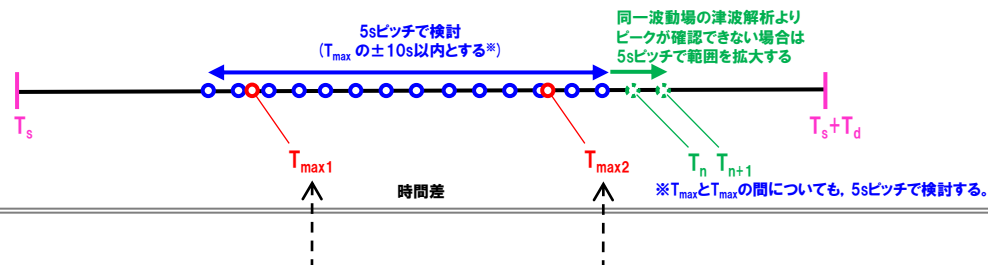 同一波動場の津波解析より
ピークが確認できない場合は
5sピッチで範囲を拡大する
5sピッチで検討
(Tmax の±10s以内とする※)
Ts
Ts+Td
Tmax1
Tmax2
Tn
Tn+1
時間差
※TmaxとTmaxの間についても，5sピッチで検討する。